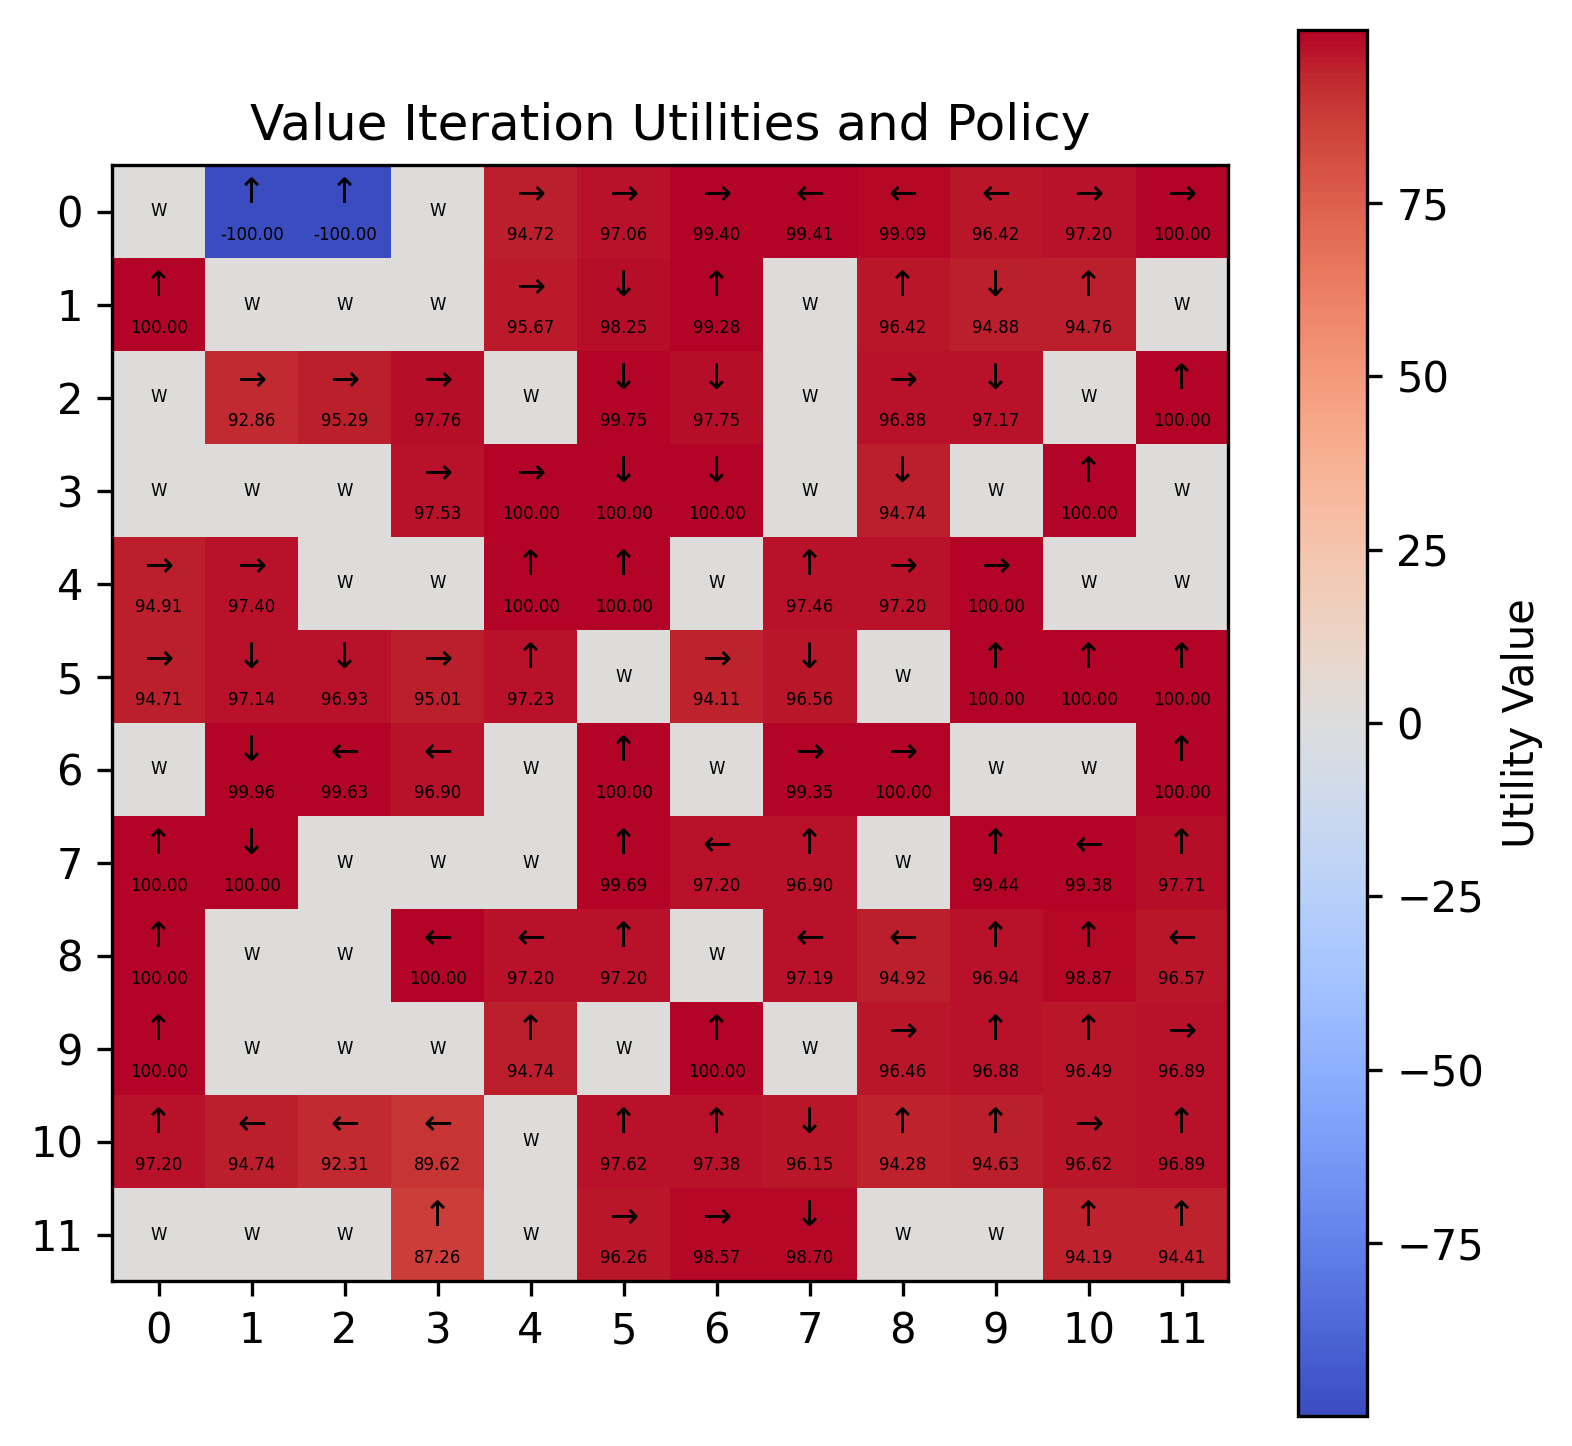 Value Iteration Utilities and Policy
0 W ↑ ↑ W → → → ← ← ← → →
-100.00 -100.00 94.72 97.06 99.40 99.41 99.09 96.42 97.20 100.00
1 ↑ W W W → ↓ ↑ W ↑ ↓ ↑ W
100.00 95.67 98.25 99.28 96.42 94.88 94.76
2 W → → → W ↓ ↓ W → ↓ W ↑
92.86 95.29 97.76 99.75 97.75 96.88 97.17 100.00
3 W W W → → ↓ ↓ W ↓ W ↑ W
97.53 100.00 100.00 100.00 94.74 100.00
4 → → W W ↑ ↑ W ↑ → → W W
94.91 97.40 100.00 100.00 97.46 97.20 100.00
5 → ↓ ↓ → ↑ W → ↓ W ↑ ↑ ↑
94.71 97.14 96.93 95.01 97.23 94.11 96.56 100.00 100.00 100.00
6 W ↓ ← ← W ↑ W → → W W ↑
99.96 99.63 96.90 100.00 99.35 100.00 100.00
7 ↑ ↓ W W W ↑ ← ↑ W ↑ ← ↑
100.00 100.00 99.69 97.20 96.90 99.44 99.38 97.71
8 ↑ W W ← ← ↑ W ← ← ↑ ↑ ←
100.00 100.00 97.20 97.20 97.19 94.92 96.94 98.87 96.57
9 ↑ W W W ↑ W ↑ W → ↑ ↑ →
100.00 94.74 100.00 96.46 96.88 96.49 96.89
10 ↑ ← ← ← W ↑ ↑ ↓ ↑ ↑ → ↑
97.20 94.74 92.31 89.62 97.62 97.38 96.15 94.28 94.63 96.62 96.89
11 W W W ↑ W → → ↓ W W ↑ ↑
87.26 96.26 98.57 98.70 94.19 94.41
0 1 2 3 4 5 6 7 8 9 10 11
75
50
25
0
−25
−50
−75
Utility Value